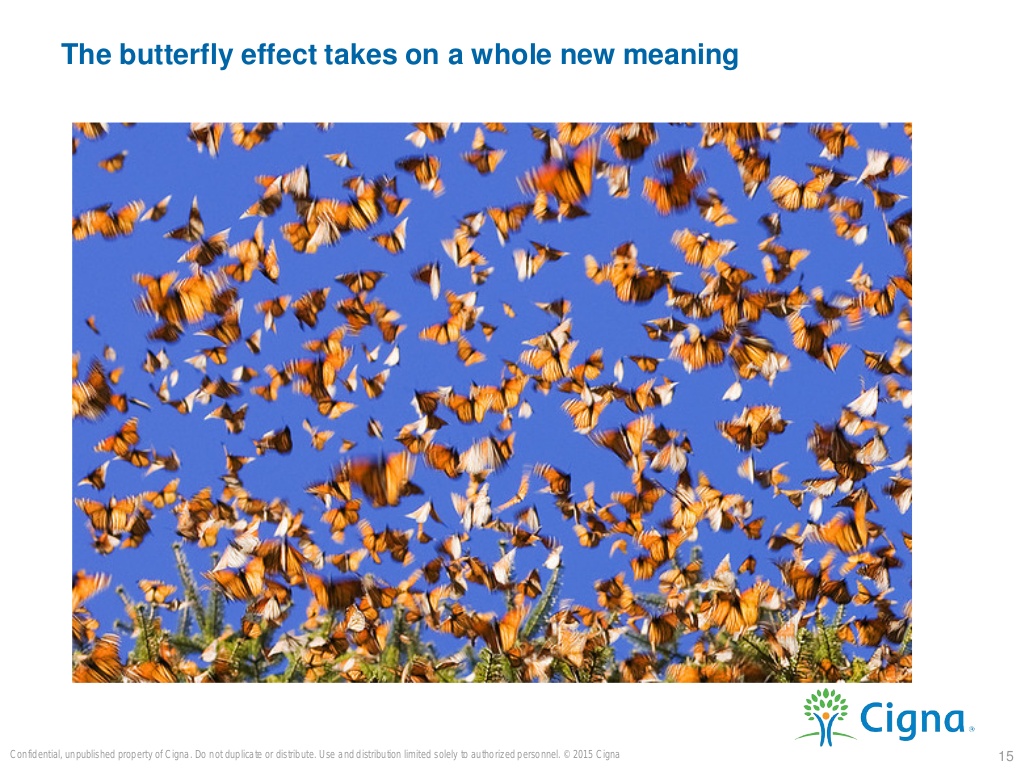 The butterfly effect takes on a whole new meaning
Cigna®
Confidential, unpublished property of Cigna. Do not duplicate or distribute. Use and distribution limited solely to authorized personnel. © 2015 Cigna
15